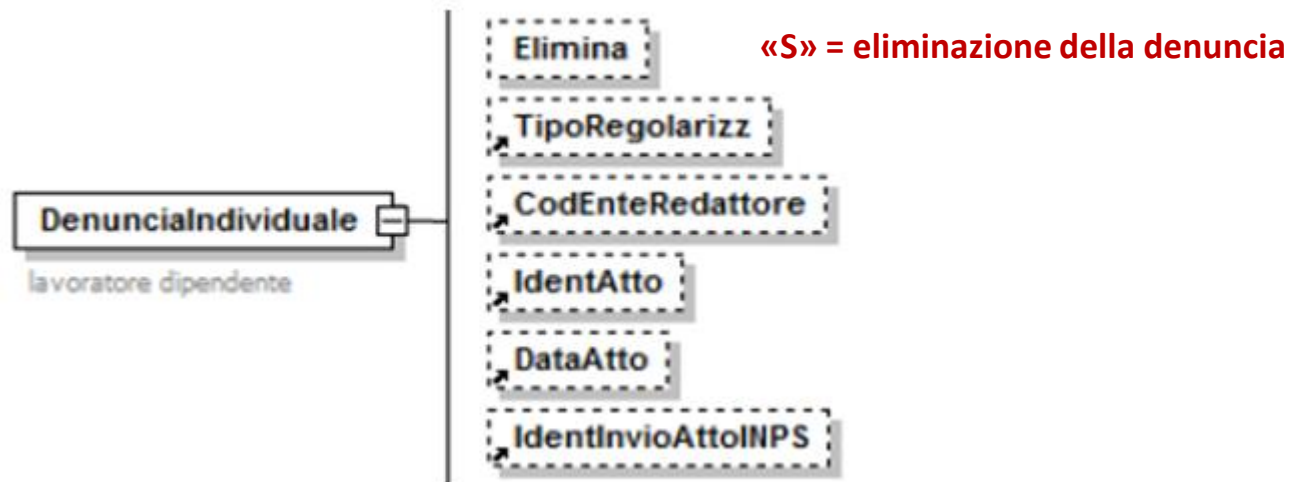 Elimina
«S» = eliminazione della denuncia
TipoRegolarizz
CodEnteRedattore
DenunciaIndividuale
lavoratore dipendente
IdentAtto
DataAtto
IdentInvioAttoINPS